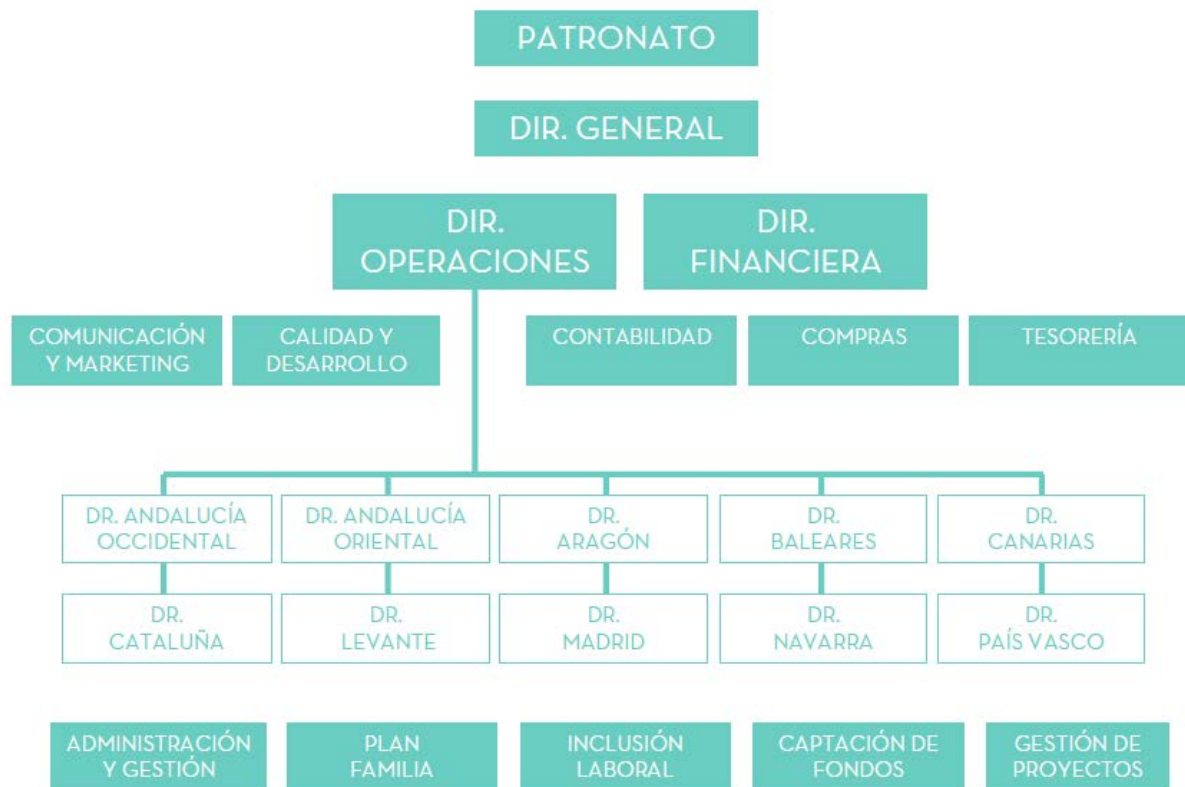 PATRONATO
DIR. GENERAL
DIR.
OPERACIONES
DIR.
FINANCIERA
COMUNICACIÓN
Y MARKETING
CALIDAD Y
DESARROLLO
CONTABILIDAD
COMPRAS
TESORERÍA
DR. ANDALUCÍA
OCCIDENTAL
DR. ANDALUCÍA
ORIENTAL
DR.
ARAGÓN
DR.
BALEARES
DR.
CANARIAS
DR.
CATALUÑA
DR.
LEVANTE
DR.
MADRID
DR.
NAVARRA
DR.
PAÍS VASCO
ADMINISTRACIÓN
Y GESTIÓN
PLAN
FAMILIA
INCLUSIÓN
LABORAL
CAPTACIÓN DE
FONDOS
GESTIÓN DE
PROYECTOS